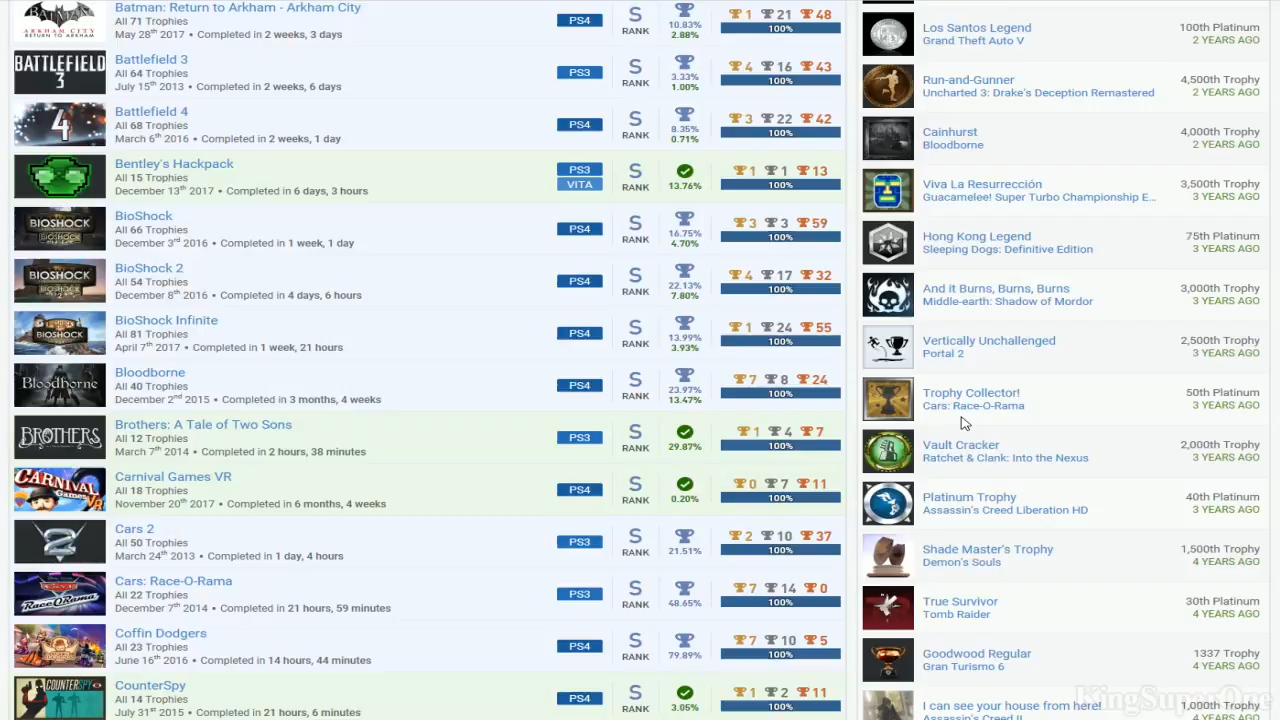 Batman: Return to Arkham - Arkham City
All 71 Trophies
May 28th 2017 • Completed in 2 weeks, 3 days
PS4
S
RANK
10.83%
2.88%
1 21 48
100%
BATTLEFIELD
3
Battlefield 3
All 64 Trophies
July 15th 2013 • Completed in 2 weeks, 6 days
PS3
S
RANK
3.33%
1.00%
4 16 43
100%
4
Battlefield 4
All 68 Trophies
March 6th 2016 • Completed in 2 weeks, 1 day
PS4
S
RANK
8.35%
0.71%
3 22 42
100%
Bentley's Hackpack
All 15 Trophies
December 13th 2017 • Completed in 6 days, 3 hours
PS3
VITA
S
RANK
13.76%
1 1 13
100%
BIOSHOCK
BioShock
All 66 Trophies
December 3rd 2016 • Completed in 1 week, 1 day
PS4
S
RANK
16.75%
4.70%
3 3 59
100%
BIOSHOCK
BioShock 2
All 54 Trophies
December 8th 2016 • Completed in 4 days, 6 hours
PS4
S
RANK
22.13%
7.80%
4 17 32
100%
BIOSHOCK
BioShock Infinite
All 81 Trophies
April 7th 2017 • Completed in 1 week, 21 hours
PS4
S
RANK
13.99%
3.93%
1 24 55
100%
Bloodborne
Bloodborne
All 40 Trophies
December 2nd 2015 • Completed in 3 months, 4 weeks
PS4
S
RANK
23.97%
13.47%
7 8 24
100%
BROTHERS
Brothers: A Tale of Two Sons
All 12 Trophies
March 7th 2014 • Completed in 2 hours, 38 minutes
PS3
S
RANK
29.87%
1 4 7
100%
CARNIVAL
Games VR
Carnival Games VR
All 18 Trophies
2017 • Completed in 6 months, 4 weeks
PS4
S
RANK
0.20%
0 7 11
100%
2
Cars 2
All 50 Trophies
March 24th 2013 • Completed in 1 day, 4 hours
PS3
S
RANK
21.51%
2 10 37
100%
RACE-O-RAMA
Cars: Race-O-Rama
All 22 Trophies
December 7th 2014 • Completed in 21 hours, 59 minutes
PS3
S
RANK
48.65%
7 14 0
100%
Coffin Dodgers
All 23 Trophies
June 16th 2016 • Completed in 14 hours, 44 minutes
PS4
S
RANK
79.89%
7 10 5
100%
COUNTERSPY
CounterSpy
All 14 Trophies
July 31st 2015 • Completed in 21 hours, 6 minutes
PS4
S
RANK
3.05%
1 2 11
100%
Los Santos Legend
Grand Theft Auto V
100th Platinum
2 YEARS AGO
Run-and-Gunner
Uncharted 3: Drake's Deception Remastered
4,500th Trophy
2 YEARS AGO
Cainhurst
Bloodborne
4,000th Trophy
2 YEARS AGO
Viva La Resurrección
Guacamelee! Super Turbo Championship E...
3,500th Trophy
3 YEARS AGO
Hong Kong Legend
Sleeping Dogs: Definitive Edition
75th Platinum
3 YEARS AGO
And it Burns, Burns, Burns
Middle-earth: Shadow of Mordor
3,000th Trophy
3 YEARS AGO
Vertically Unchallenged
Portal 2
2,500th Trophy
3 YEARS AGO
Trophy Collector!
Cars: Race-O-Rama
50th Platinum
3 YEARS AGO
Vault Cracker
Ratchet & Clank: Into the Nexus
2,000th Trophy
3 YEARS AGO
Platinum Trophy
Assassin's Creed Liberation HD
40th Platinum
3 YEARS AGO
Shade Master's Trophy
Demon's Souls
1,500th Trophy
4 YEARS AGO
True Survivor
Tomb Raider
30th Platinum
4 YEARS AGO
Goodwood Regular
Gran Turismo 6
1337 Trophy
4 YEARS AGO
I can see your house from here!
Assassin's Creed II
1,000th Trophy
4 YEARS AGO